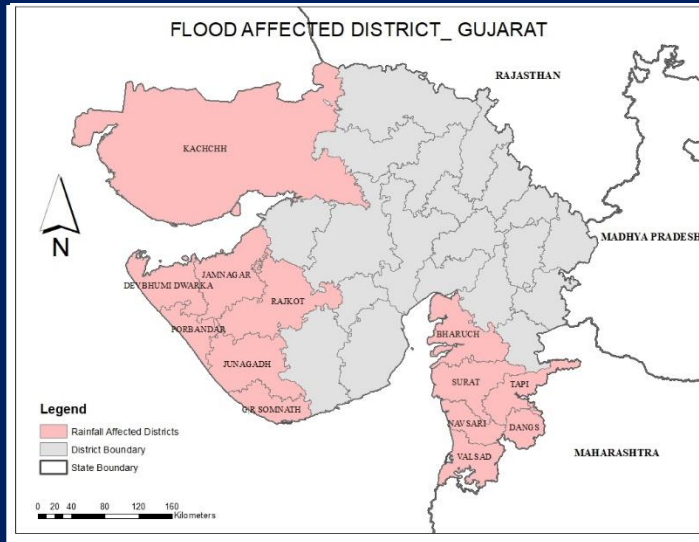 FLOOD AFFECTED DISTRICT_ GUJARAT
RAJASTHAN
KACHCHH
N
MADHYA PRADESH
JAMNAGAR
DEVBHUMI DWARKA
RAJKOT
PORBANDAR
BHARUCH
JUNAGADH
SURAT
TAPI
G R SOMNATH
NAVSARI
DANGS
VALSAD
MAHARASHTRA
Legend
Rainfall Affected Districts
District Boundary
State Boundary
0 20 40 80 120 160
Kilometers